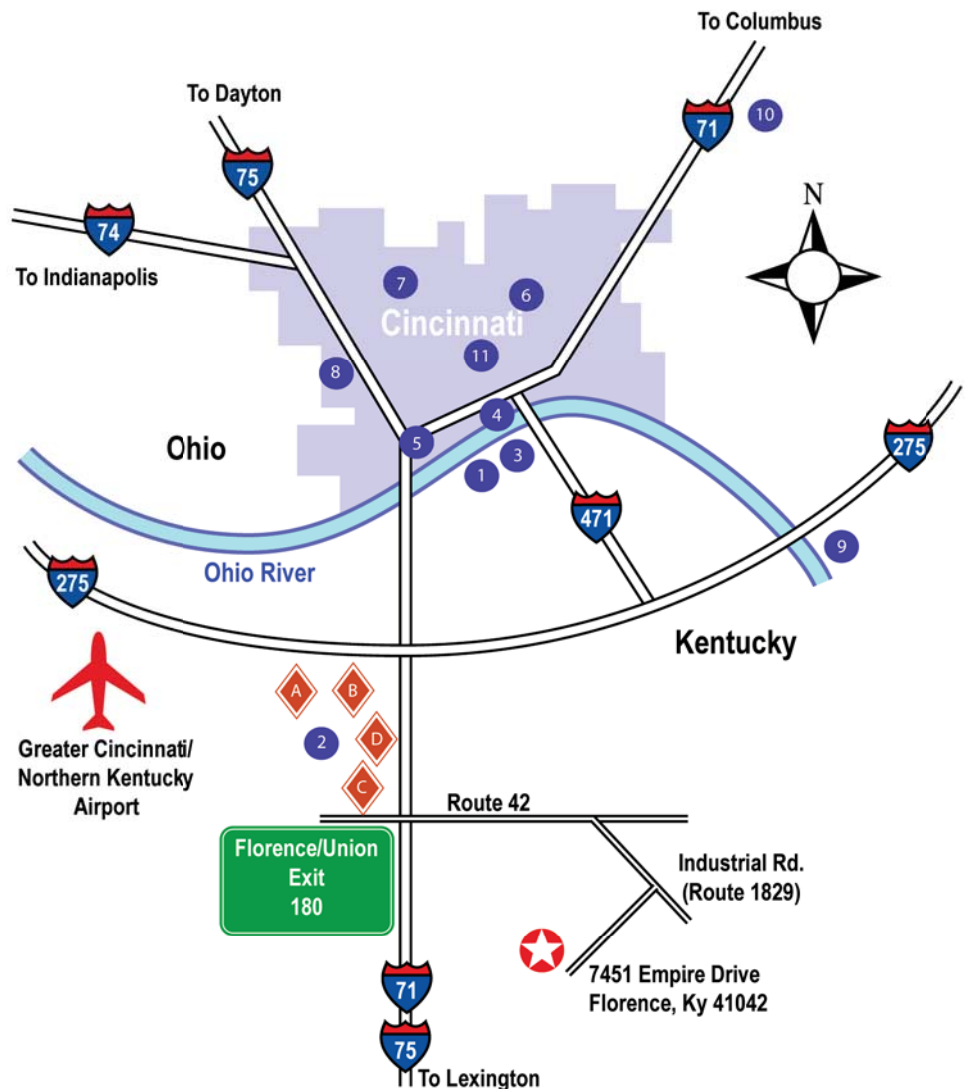 To Columbus
To Dayton
71
10
75
N
74
To Indianapolis
7
6
Cincinnati
11
8
4
5
Ohio
3
275
1
471
9
Ohio River
275
Kentucky
A
B
2
D
Greater Cincinnati/
Northern Kentucky
Airport
C
Route 42
Florence/Union
Exit
180
Industrial Rd.
(Route 1829)
7451 Empire Drive
Florence, Ky 41042
71
75
To Lexington